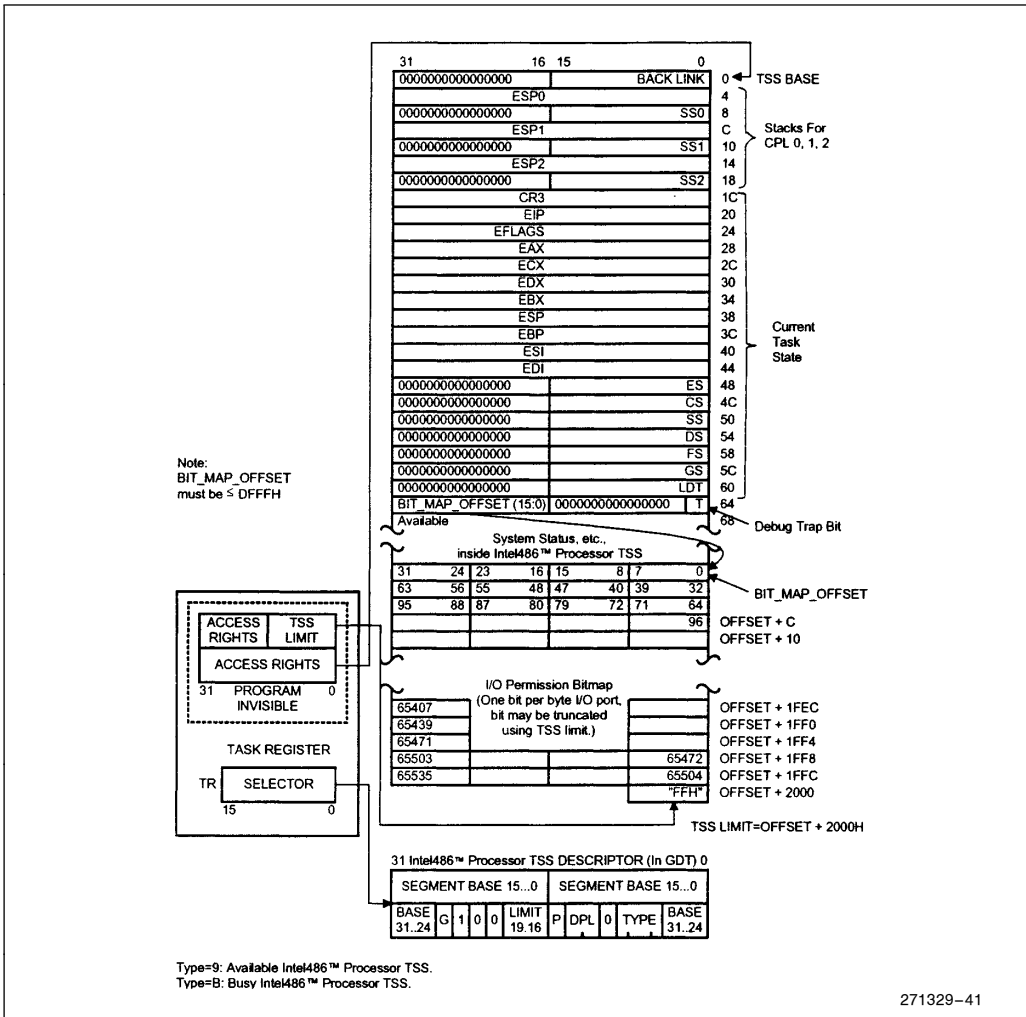 31 16 15 0
0000000000000000 BACK LINK 0 TSS BASE
ESP0 4
0000000000000000 SS0 8
ESP1 C
0000000000000000 SS1 10
ESP2 14
0000000000000000 SS2 18
Stacks For
CPL 0, 1, 2
CR3 1C
EIP 20
EFLAGS 24
EAX 28
ECX 2C
EDX 30
EBX 34
ESP 38
EBP 3C
ESI 40
EDI 44
0000000000000000 ES 48
0000000000000000 CS 4C
0000000000000000 SS 50
0000000000000000 DS 54
0000000000000000 FS 58
0000000000000000 GS 5C
0000000000000000 LDT 60
Current
Task
State
BIT_MAP_OFFSET (15:0) 0000000000000000 T 64
Available 68
Debug Trap Bit
Note:
BIT_MAP_OFFSET
must be ≤ DFFFH
System Status, etc.,
inside Intel486™ Processor TSS
31 24 23 16 15 8 7 0
63 56 55 48 47 40 39 32
95 88 87 80 79 72 71 64
BIT_MAP_OFFSET
96 OFFSET + C
OFFSET + 10
I/O Permission Bitmap
(One bit per byte I/O port,
bit may be truncated
using TSS limit.)
65407 OFFSET + 1FEC
65439 OFFSET + 1FF0
65471 OFFSET + 1FF4
65503 65472 OFFSET + 1FF8
65535 65504 OFFSET + 1FFC
"FFH" OFFSET + 2000
TSS LIMIT=OFFSET + 2000H
ACCESS RIGHTS TSS LIMIT
ACCESS RIGHTS
31 PROGRAM 0
INVISIBLE
TASK REGISTER
TR SELECTOR
15 0
31 Intel486™ Processor TSS DESCRIPTOR (In GDT) 0
SEGMENT BASE 15...0 SEGMENT BASE 15...0
BASE 31..24 G 1 0 0 LIMIT 19.16 P DPL 0 TYPE BASE 31..24
Type=9: Available Intel486™ Processor TSS.
Type=B: Busy Intel486™ Processor TSS.
271329–41